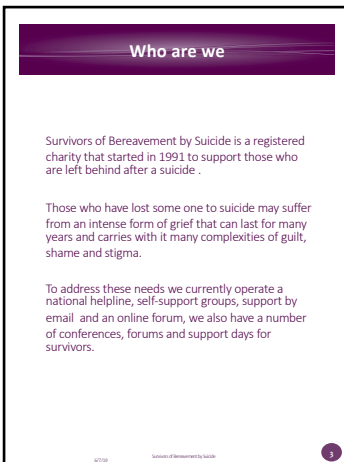 Who are we
Survivors of Bereavement by Suicide is a registered
charity that started in 1991 to support those who
are left behind after a suicide .
Those who have lost some one to suicide may suffer
from an intense form of grief that can last for many
years and carries with it many complexities of guilt,
shame and stigma.
To address these needs we currently operate a
national helpline, self-support groups, support by
email and an online forum, we also have a number
of conferences, forums and support days for
survivors.
Survivors of Bereavement by Suicide
3